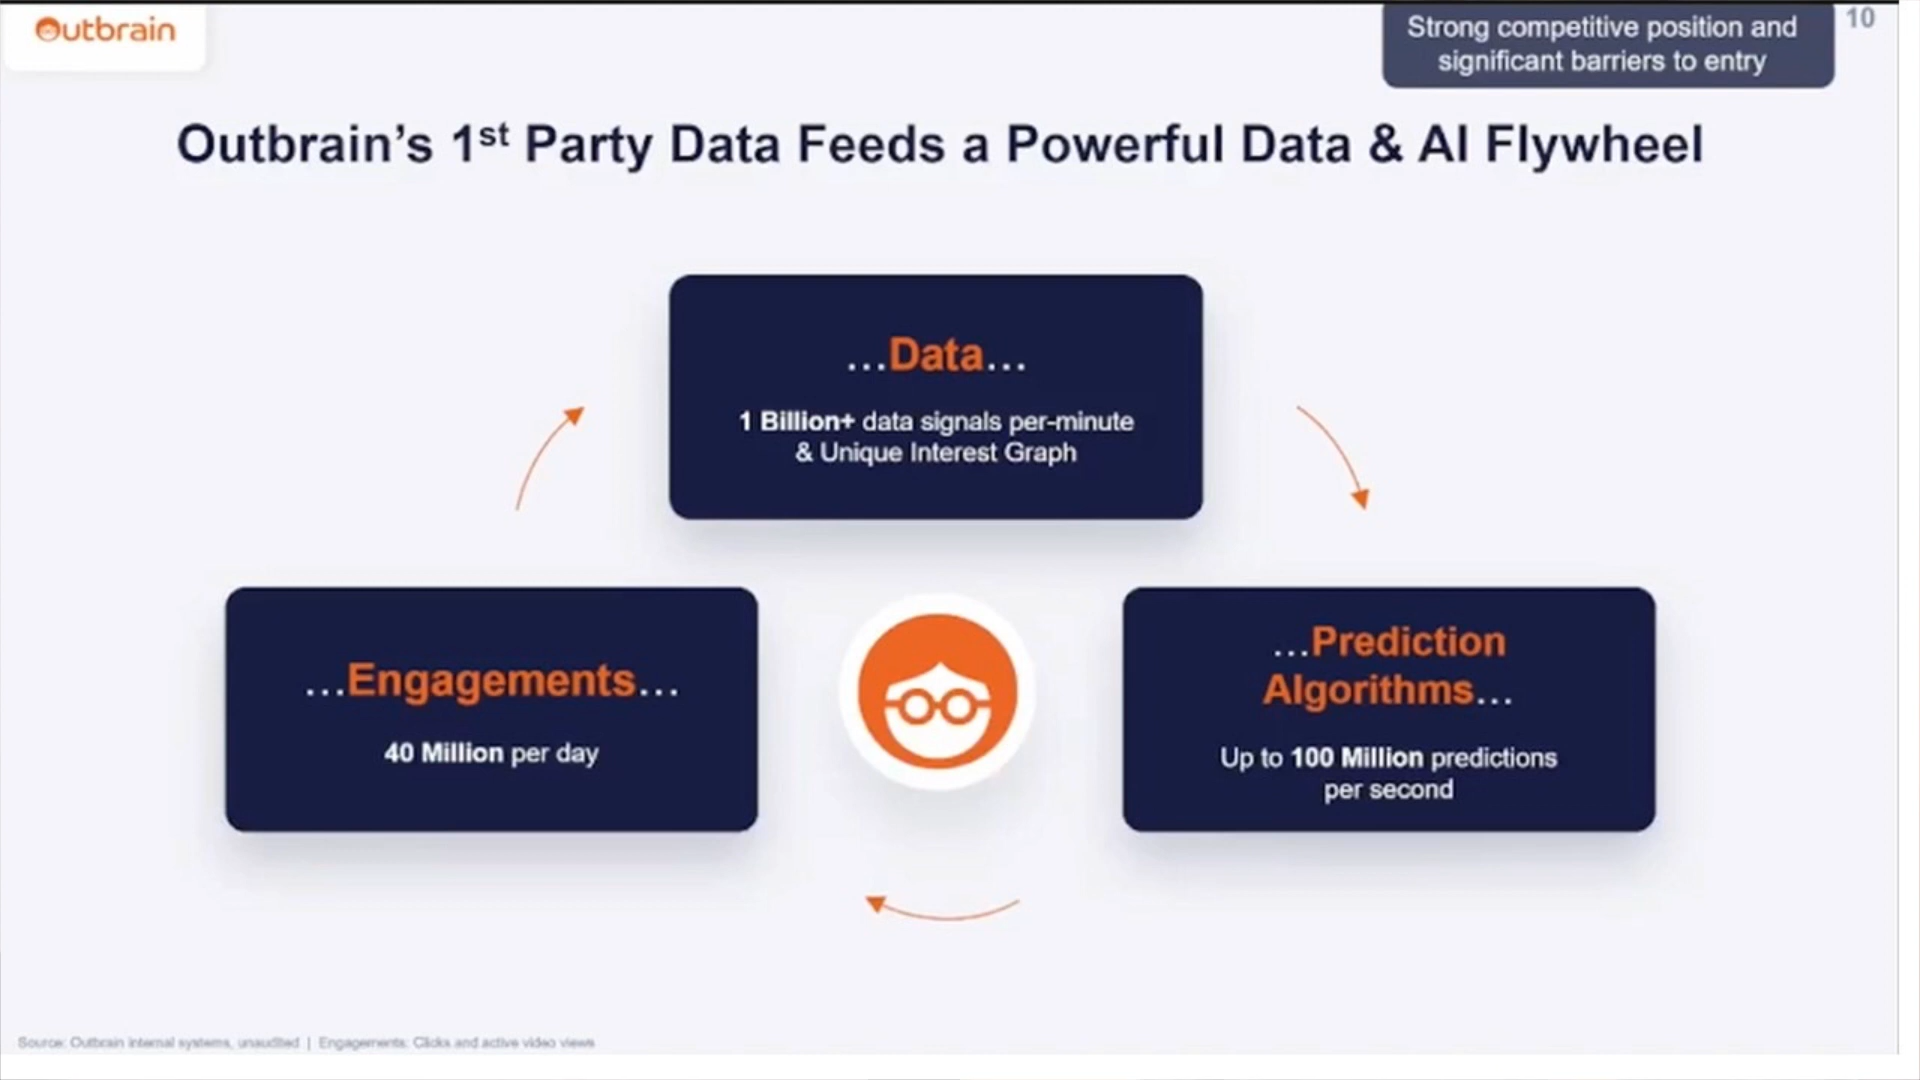 Outbrain
Strong competitive position and
significant barriers to entry
10
Outbrain’s 1st Party Data Feeds a Powerful Data & AI Flywheel
...Data...
1 Billion+ data signals per-minute
& Unique Interest Graph
...Engagements...
40 Million per day
...Prediction
Algorithms...
Up to 100 Million predictions
per second
Source: Outbrain internal systems, unaudited | Engagements: Clicks and active video views